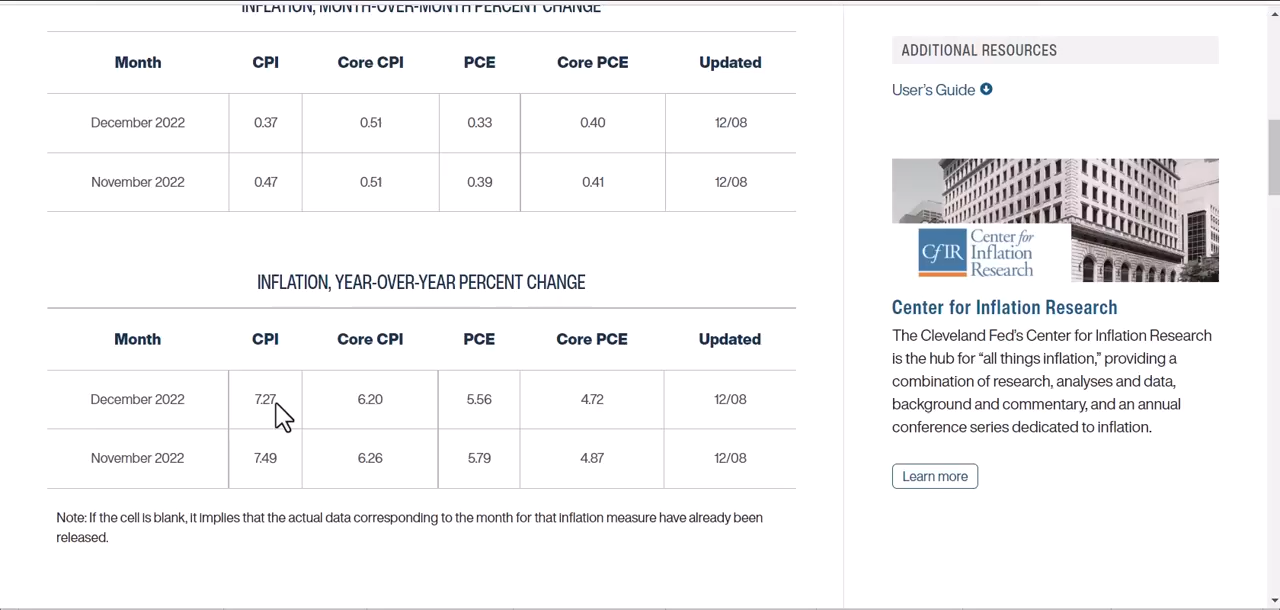 INFLATION, MONTH-OVER-MONTH PERCENT CHANGE
Month CPI Core CPI PCE Core PCE Updated
December 2022 0.37 0.51 0.33 0.40 12/08
November 2022 0.47 0.51 0.39 0.41 12/08
INFLATION, YEAR-OVER-YEAR PERCENT CHANGE
Month CPI Core CPI PCE Core PCE Updated
December 2022 7.27 6.20 5.56 4.72 12/08
November 2022 7.49 6.26 5.79 4.87 12/08
Note: If the cell is blank, it implies that the actual data corresponding to the month for that inflation measure have already been
released.
ADDITIONAL RESOURCES
User's Guide
CfIR
Center for
Inflation
Research
Center for Inflation Research
The Cleveland Fed's Center for Inflation Research
is the hub for “all things inflation,” providing a
combination of research, analyses and data,
background and commentary, and an annual
conference series dedicated to inflation.
Learn more